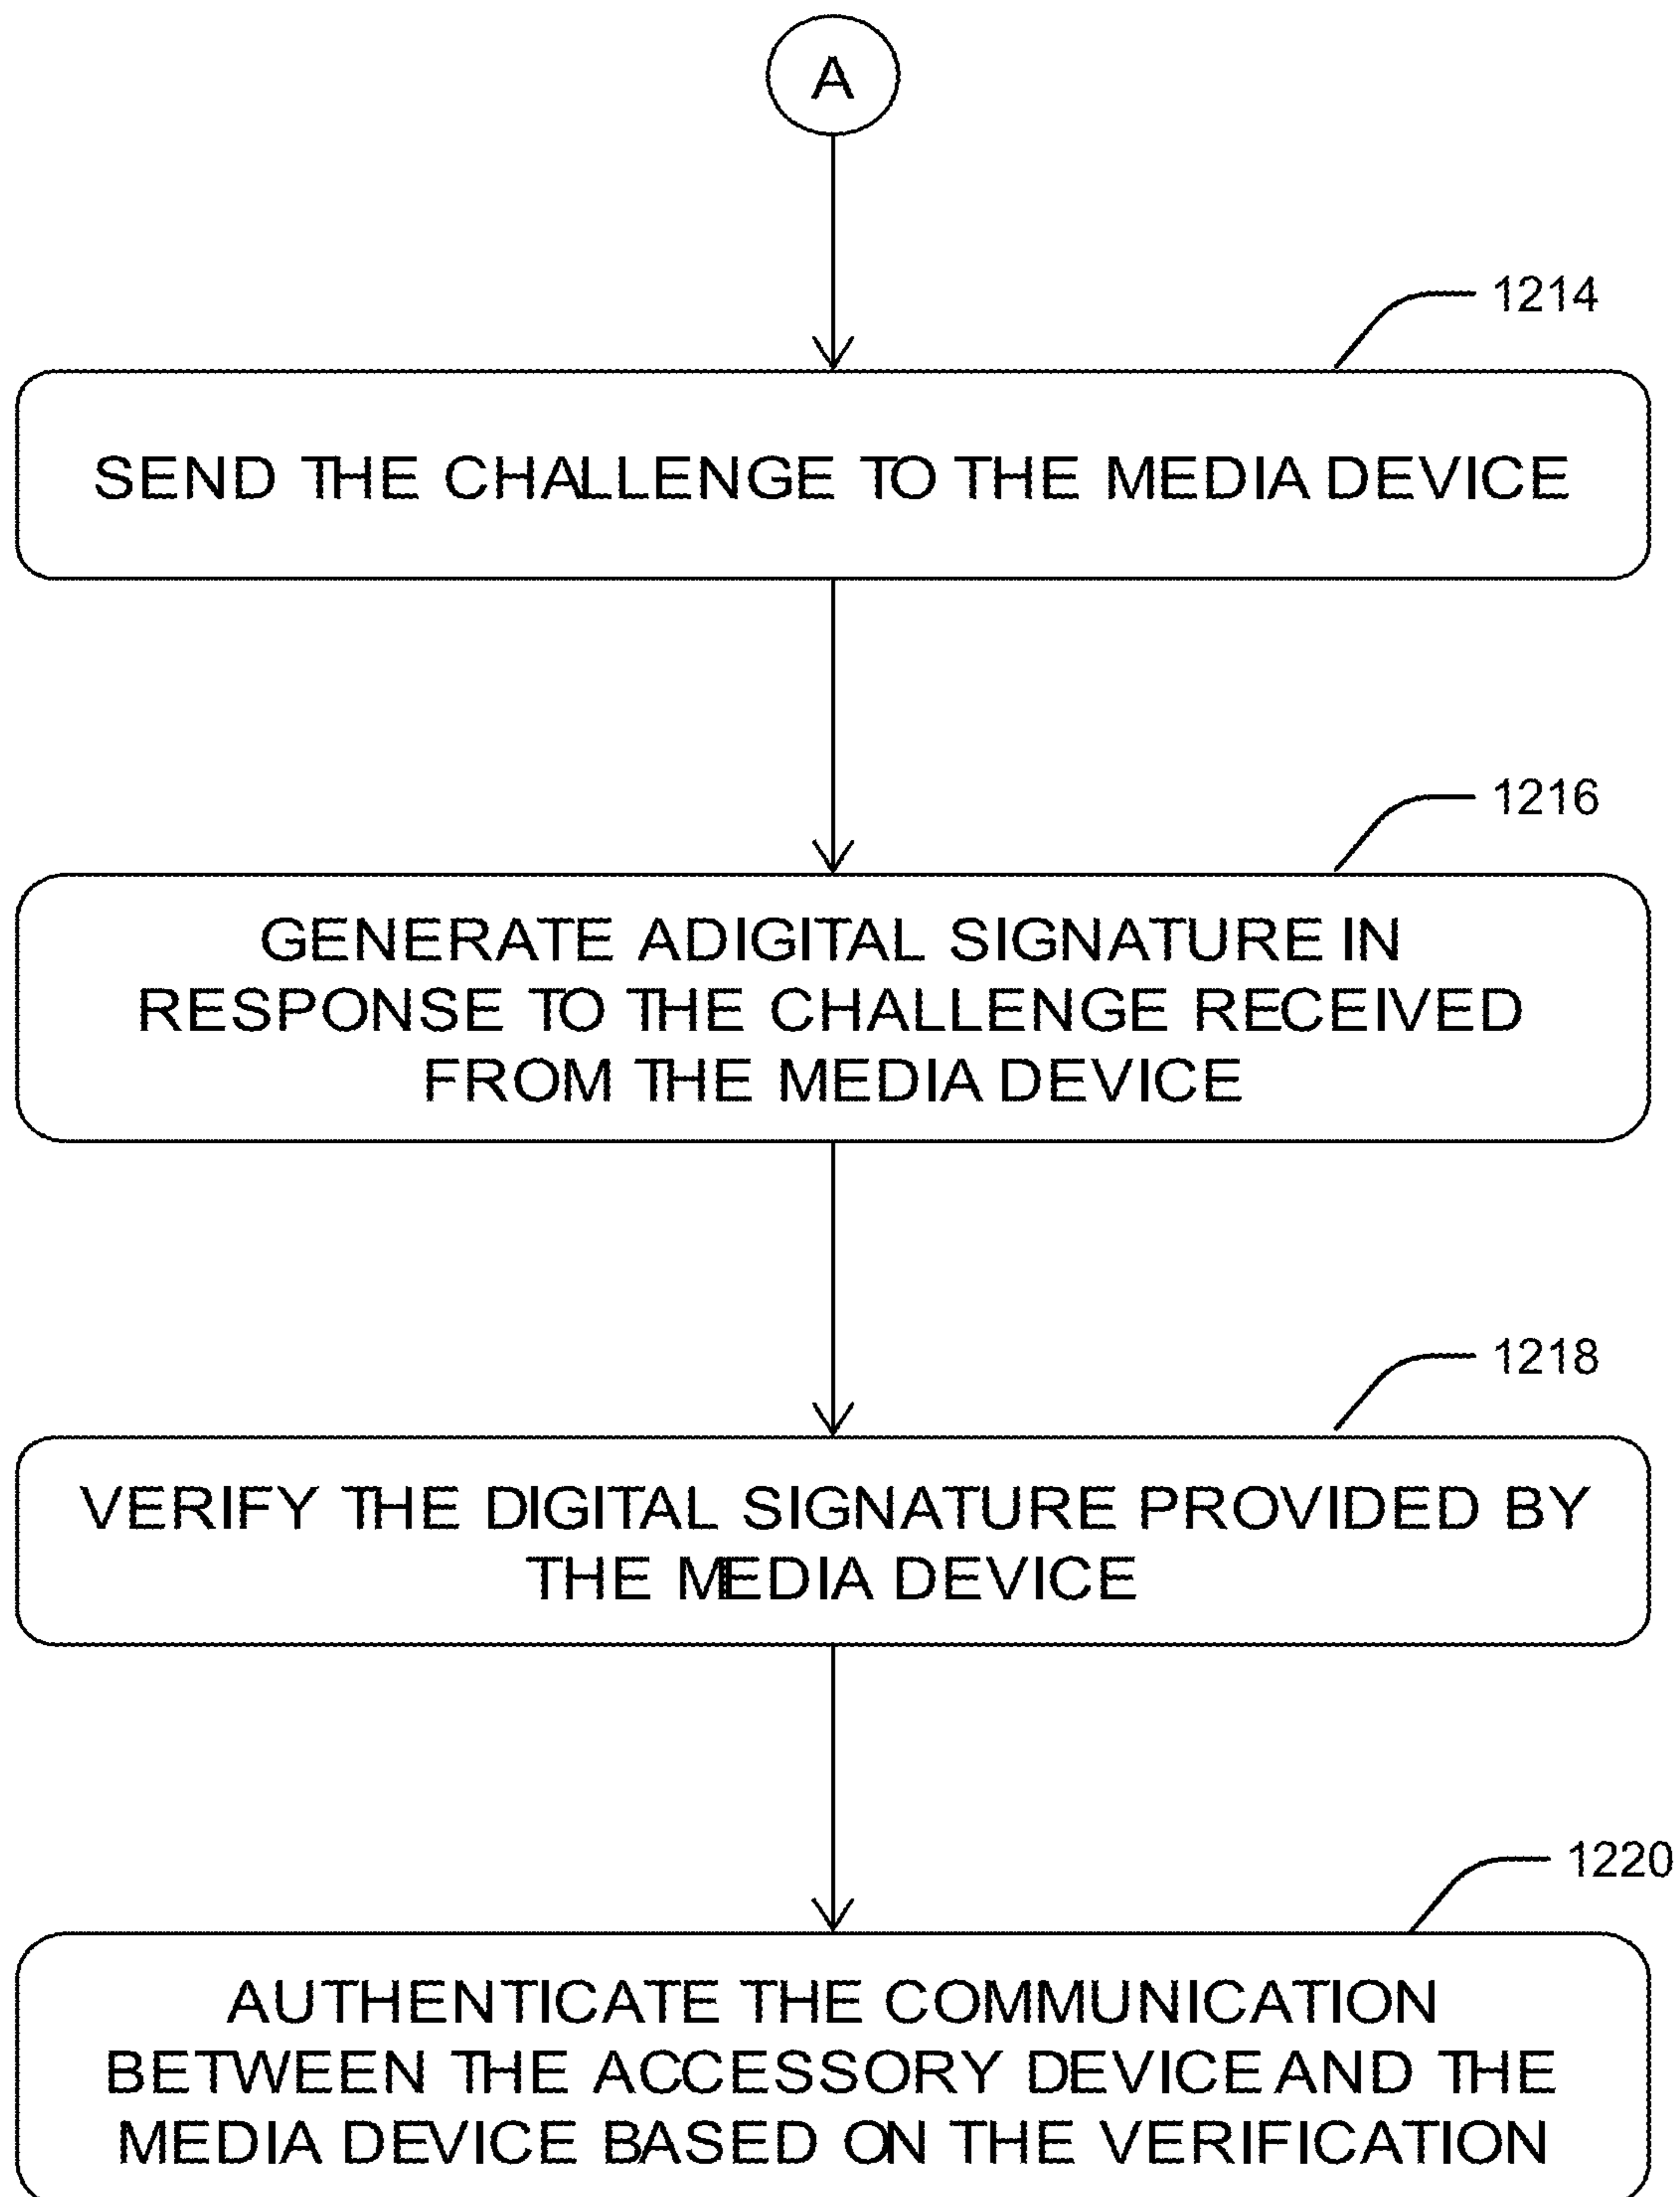 A
1214
SEND THE CHALLENGE TO THE MEDIA DEVICE
1216
GENERATE ADIGITAL SIGNATURE IN
RESPONSE TO THE CHALLENGE RECEIVED
FROM THE MEDIA DEVICE
1218
VERIFY THE DIGITAL SIGNATURE PROVIDED BY
THE MEDIA DEVICE
1220
AUTHENTICATE THE COMMUNICATION
BETWEEN THE ACCESSORY DEVICE AND THE
MEDIA DEVICE BASED ON THE VERIFICATION